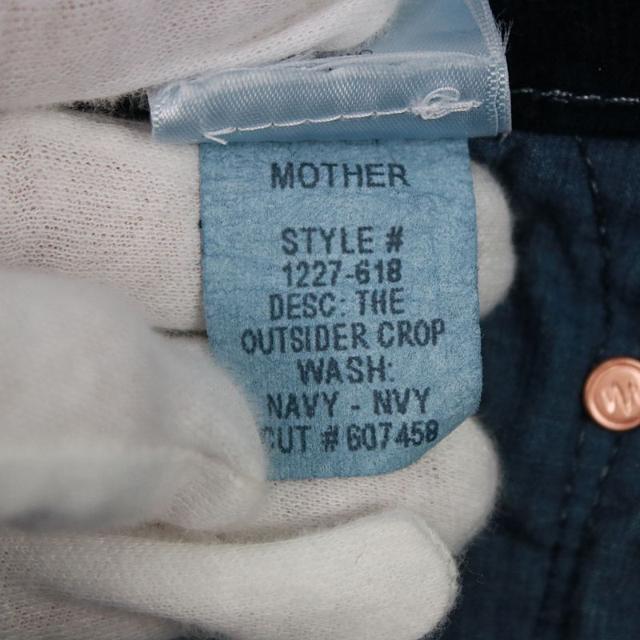 MOTHER
STYLE #
1227-618
DESC: THE
OUTSIDER CROP
WASH:
NAVY - NVY
CUT # 607458